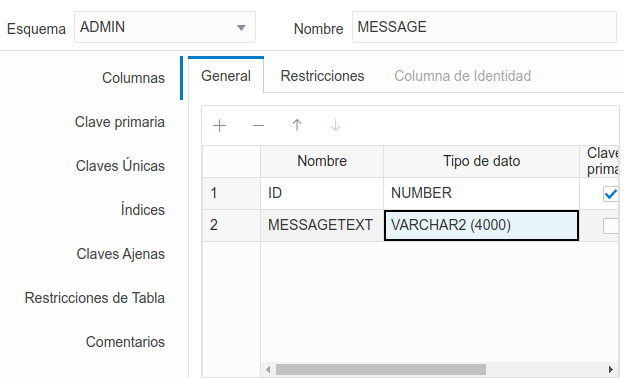 Esquema ADMIN Nombre MESSAGE
Columnas
Clave primaria
Claves Únicas
Índices
Claves Ajenas
Restricciones de Tabla
Comentarios
General Restricciones Columna de Identidad
Nombre Tipo de dato Clave
prima
1 ID NUMBER
2 MESSAGETEXT VARCHAR2 (4000)